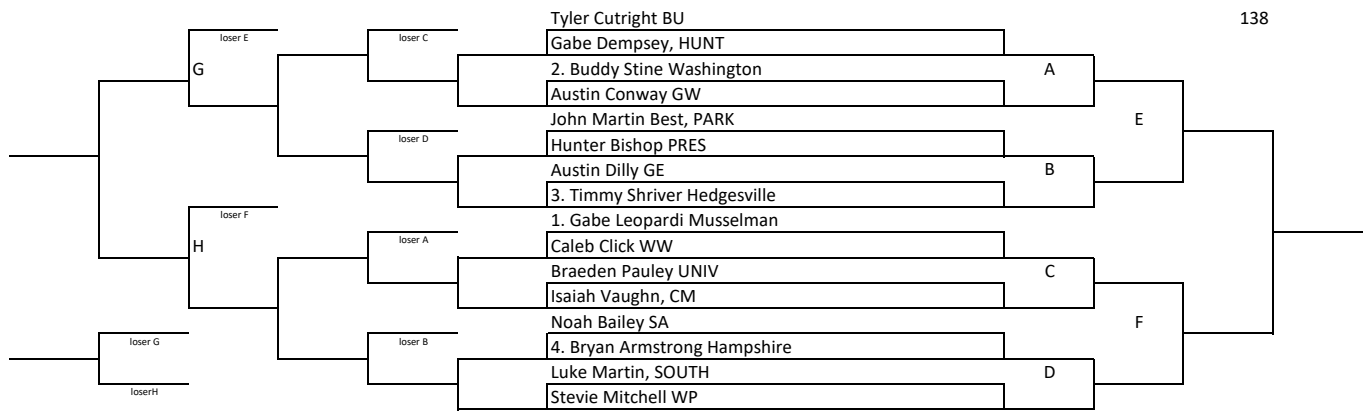 Tyler Cutright BU 138
loser E loser C Gabe Dempsey, HUNT
G 2. Buddy Stine Washington A
Austin Conway GW
John Martin Best, PARK E
loser D Hunter Bishop PRES
Austin Dilly GE B
3. Timmy Shriver Hedgesville
loser F 1. Gabe Leopardi Musselman
H loser A Caleb Click WW
Braeden Pauley UNIV C
Isaiah Vaughn, CM
Noah Bailey SA F
loser G loser B 4. Bryan Armstrong Hampshire
Luke Martin, SOUTH D
loserH Stevie Mitchell WP